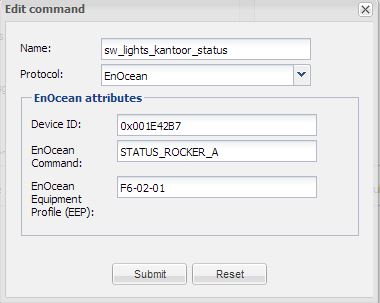 Edit command
Name: sw_lights_kantoor_status
Protocol: EnOcean
EnOcean attributes
Device ID: 0x001E42B7
EnOcean
Command: STATUS_ROCKER_A
EnOcean
Equipment
Profile (EEP): F6-02-01
Submit Reset